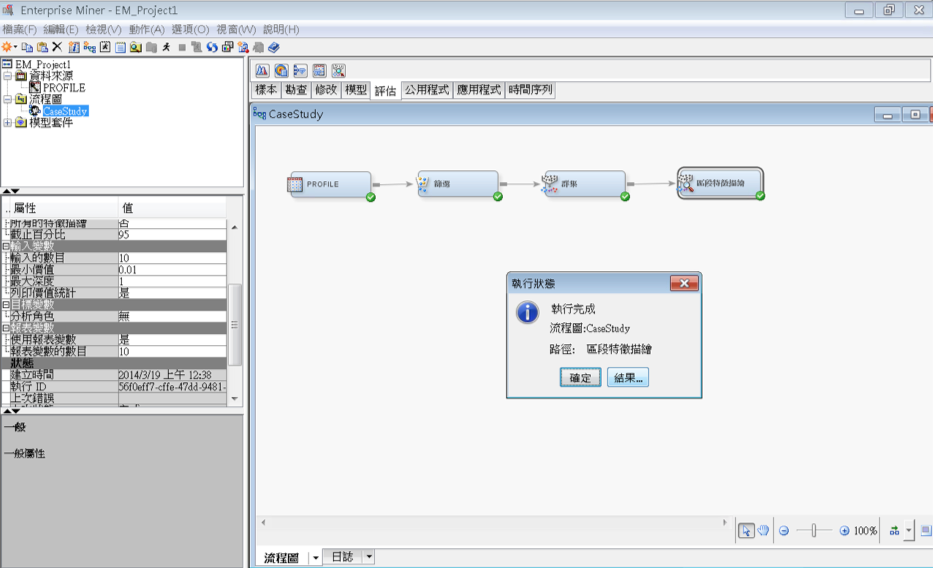 Enterprise Miner - EM_Project1
檔案(F) 編輯(E) 檢視(V) 動作(A) 選項(O) 視窗(W) 說明(H)
EM_Project1
資料來源
PROFILE
流程圖
CaseStudy
模型套件
樣本 勘查 修改 模型 評估 公用程式 應用程式 時間序列
CaseStudy
PROFILE
篩選
群集
區段特徵描繪
.. 屬性 值
所有的特徵描繪 否
截止百分比 95
輸入變數
輸入的數目 10
最小價值 0.01
最大深度 1
列印價值統計 是
目標變數
分析角色 無
報表變數
使用報表變數 是
報表變數的數目 10
狀態
建立時間 2014/3/19 上午 12:38
執行 ID 56f0eff7-cffe-47dd-9481-
上次錯誤
一般
一般屬性
執行狀態
執行完成
流程圖:CaseStudy
路徑: 區段特徵描繪
確定 結果...
100%
流程圖 日誌